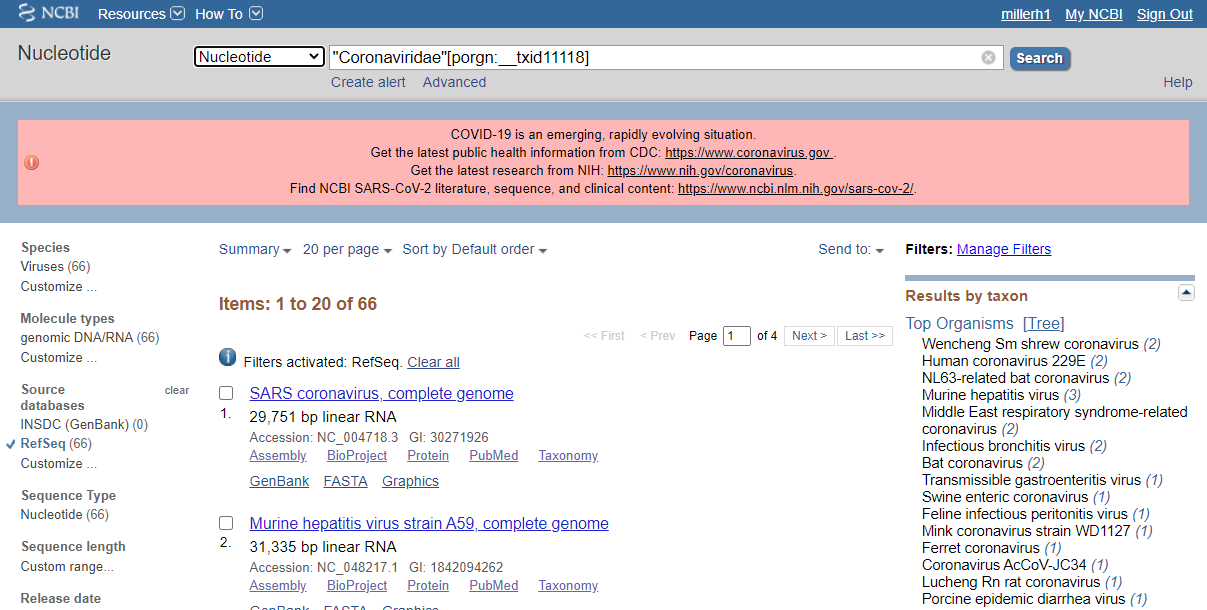 NCBI Resources How To millerh1 My NCBI Sign Out
Nucleotide Nucleotide "Coronaviridae"[porgn:__txid11118] Search
Create alert Advanced Help
COVID-19 is an emerging, rapidly evolving situation.
Get the latest public health information from CDC: https://www.coronavirus.gov .
Get the latest research from NIH: https://www.nih.gov/coronavirus.
Find NCBI SARS-CoV-2 literature, sequence, and clinical content: https://www.ncbi.nlm.nih.gov/sars-cov-2/.
Species
Viruses (66)
Customize ...
Molecule types
genomic DNA/RNA (66)
Customize ...
Source databases clear
INSDC (GenBank) (0)
RefSeq (66)
Customize ...
Sequence Type
Nucleotide (66)
Sequence length
Custom range...
Release date
Summary 20 per page Sort by Default order Send to:
Items: 1 to 20 of 66
<< First < Prev Page 1 of 4 Next > Last >>
Filters activated: RefSeq. Clear all
SARS coronavirus, complete genome
1. 29,751 bp linear RNA
Accession: NC_004718.3 GI: 30271926
Assembly BioProject Protein PubMed Taxonomy
GenBank FASTA Graphics
Murine hepatitis virus strain A59, complete genome
2. 31,335 bp linear RNA
Accession: NC_048217.1 GI: 1842094262
Assembly BioProject Protein PubMed Taxonomy
GenBank FASTA Graphics
Filters: Manage Filters
Results by taxon
Top Organisms [Tree]
Wencheng Sm shrew coronavirus (2)
Human coronavirus 229E (2)
NL63-related bat coronavirus (2)
Murine hepatitis virus (3)
Middle East respiratory syndrome-related
coronavirus (2)
Infectious bronchitis virus (2)
Bat coronavirus (2)
Transmissible gastroenteritis virus (1)
Swine enteric coronavirus (1)
Feline infectious peritonitis virus (1)
Mink coronavirus strain WD1127 (1)
Ferret coronavirus (1)
Coronavirus AcCoV-JC34 (1)
Lucheng Rn rat coronavirus (1)
Porcine epidemic diarrhea virus (1)